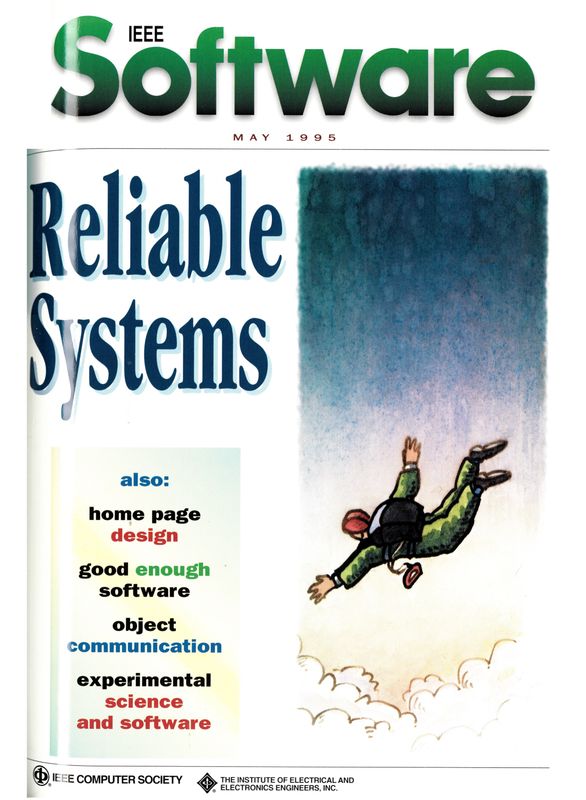 IEEE
Software
MAY 1995
Reliable
Systems
also:
home page
design
good enough
software
object
communication
experimental
science
and software
IEEE COMPUTER SOCIETY
THE INSTITUTE OF ELECTRICAL AND
ELECTRONICS ENGINEERS, INC.